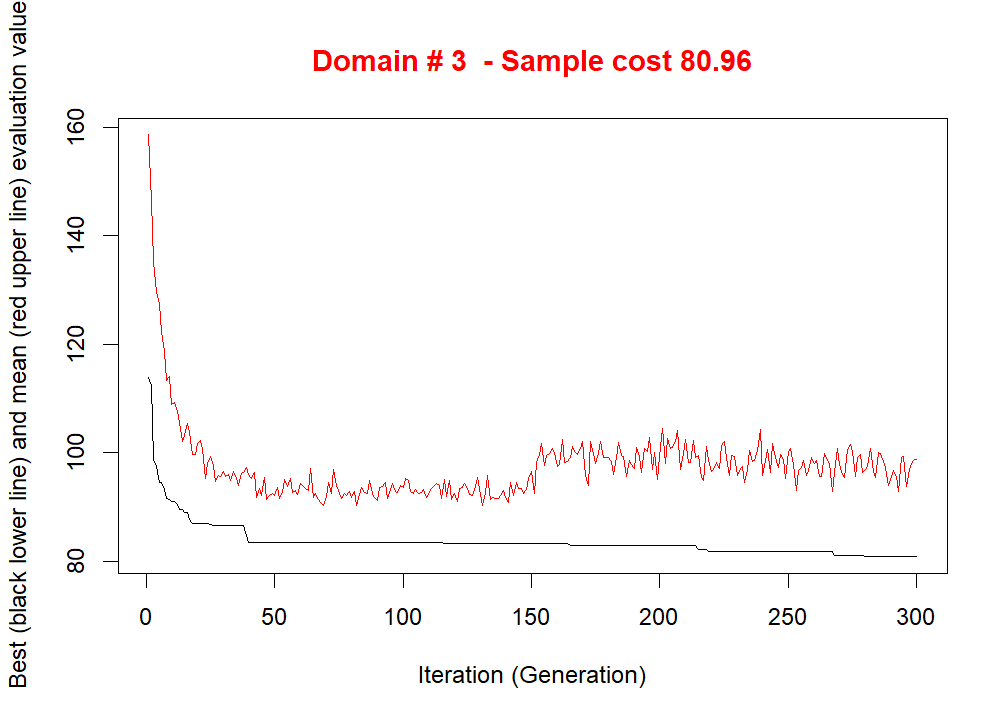 Domain # 3  - Sample cost 80.96
Best (black lower line) and mean (red upper line) evaluation value
160
140
120
100
80
0 50 100 150 200 250 300
Iteration (Generation)